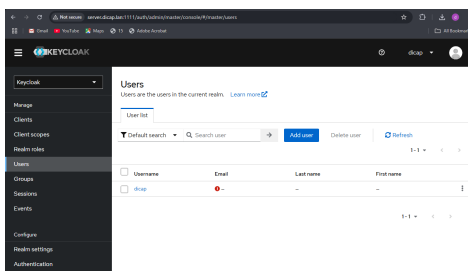 Not secure server.dicap.lan:1111/auth/admin/master/console/#/master/users
Gmail YouTube Maps 15 Adobe Acrobat All Bookmar
KEYCLOAK
dicap
Keycloak
Manage
Clients
Client scopes
Realm roles
Users
Groups
Sessions
Events
Configure
Realm settings
Authentication
Users
Users are the users in the current realm. Learn more
User list
Default search Search user Add user Delete user Refresh
1-1
Username Email Last name First name
dicap – – –
1-1